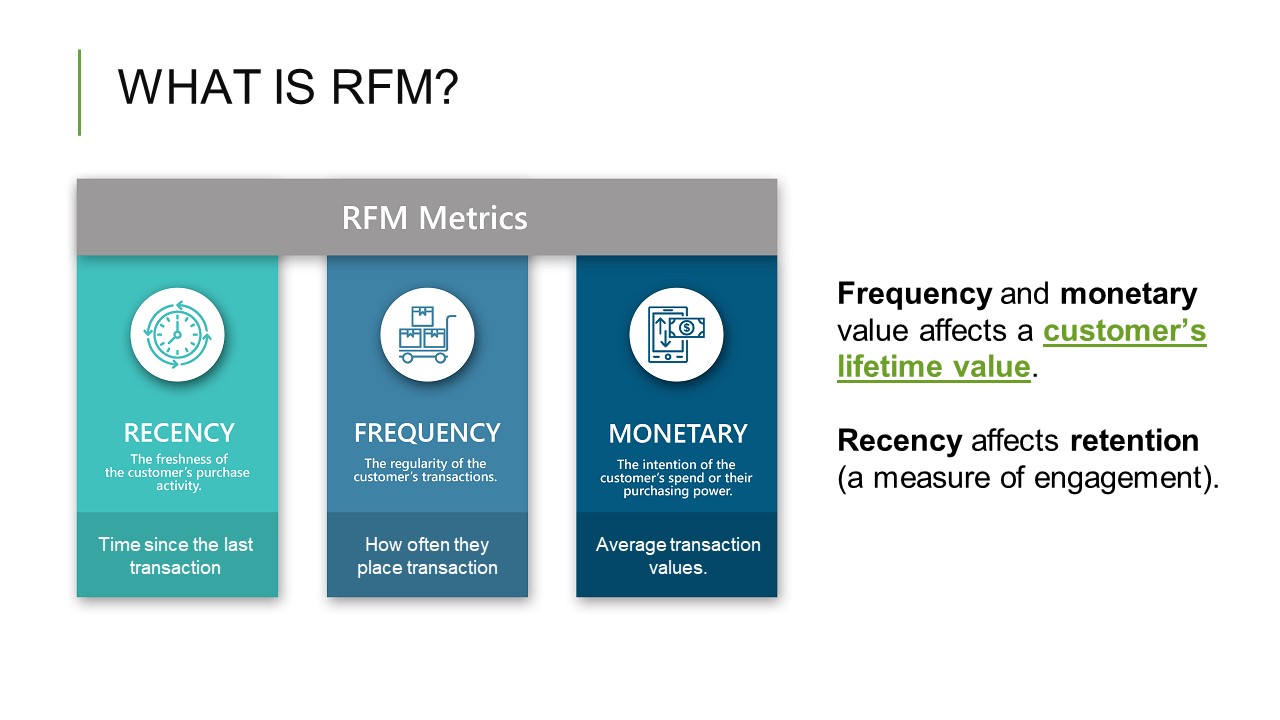 WHAT IS RFM?
RFM Metrics
RECENCY
The freshness of
the customer's purchase
activity.
Time since the last
transaction
FREQUENCY
The regularity of the
customer's transactions.
How often they
place transaction
MONETARY
The intention of the
customer's spend or their
purchasing power.
Average transaction
values.
Frequency and monetary
value affects a customer's
lifetime value.
Recency affects retention
(a measure of engagement).